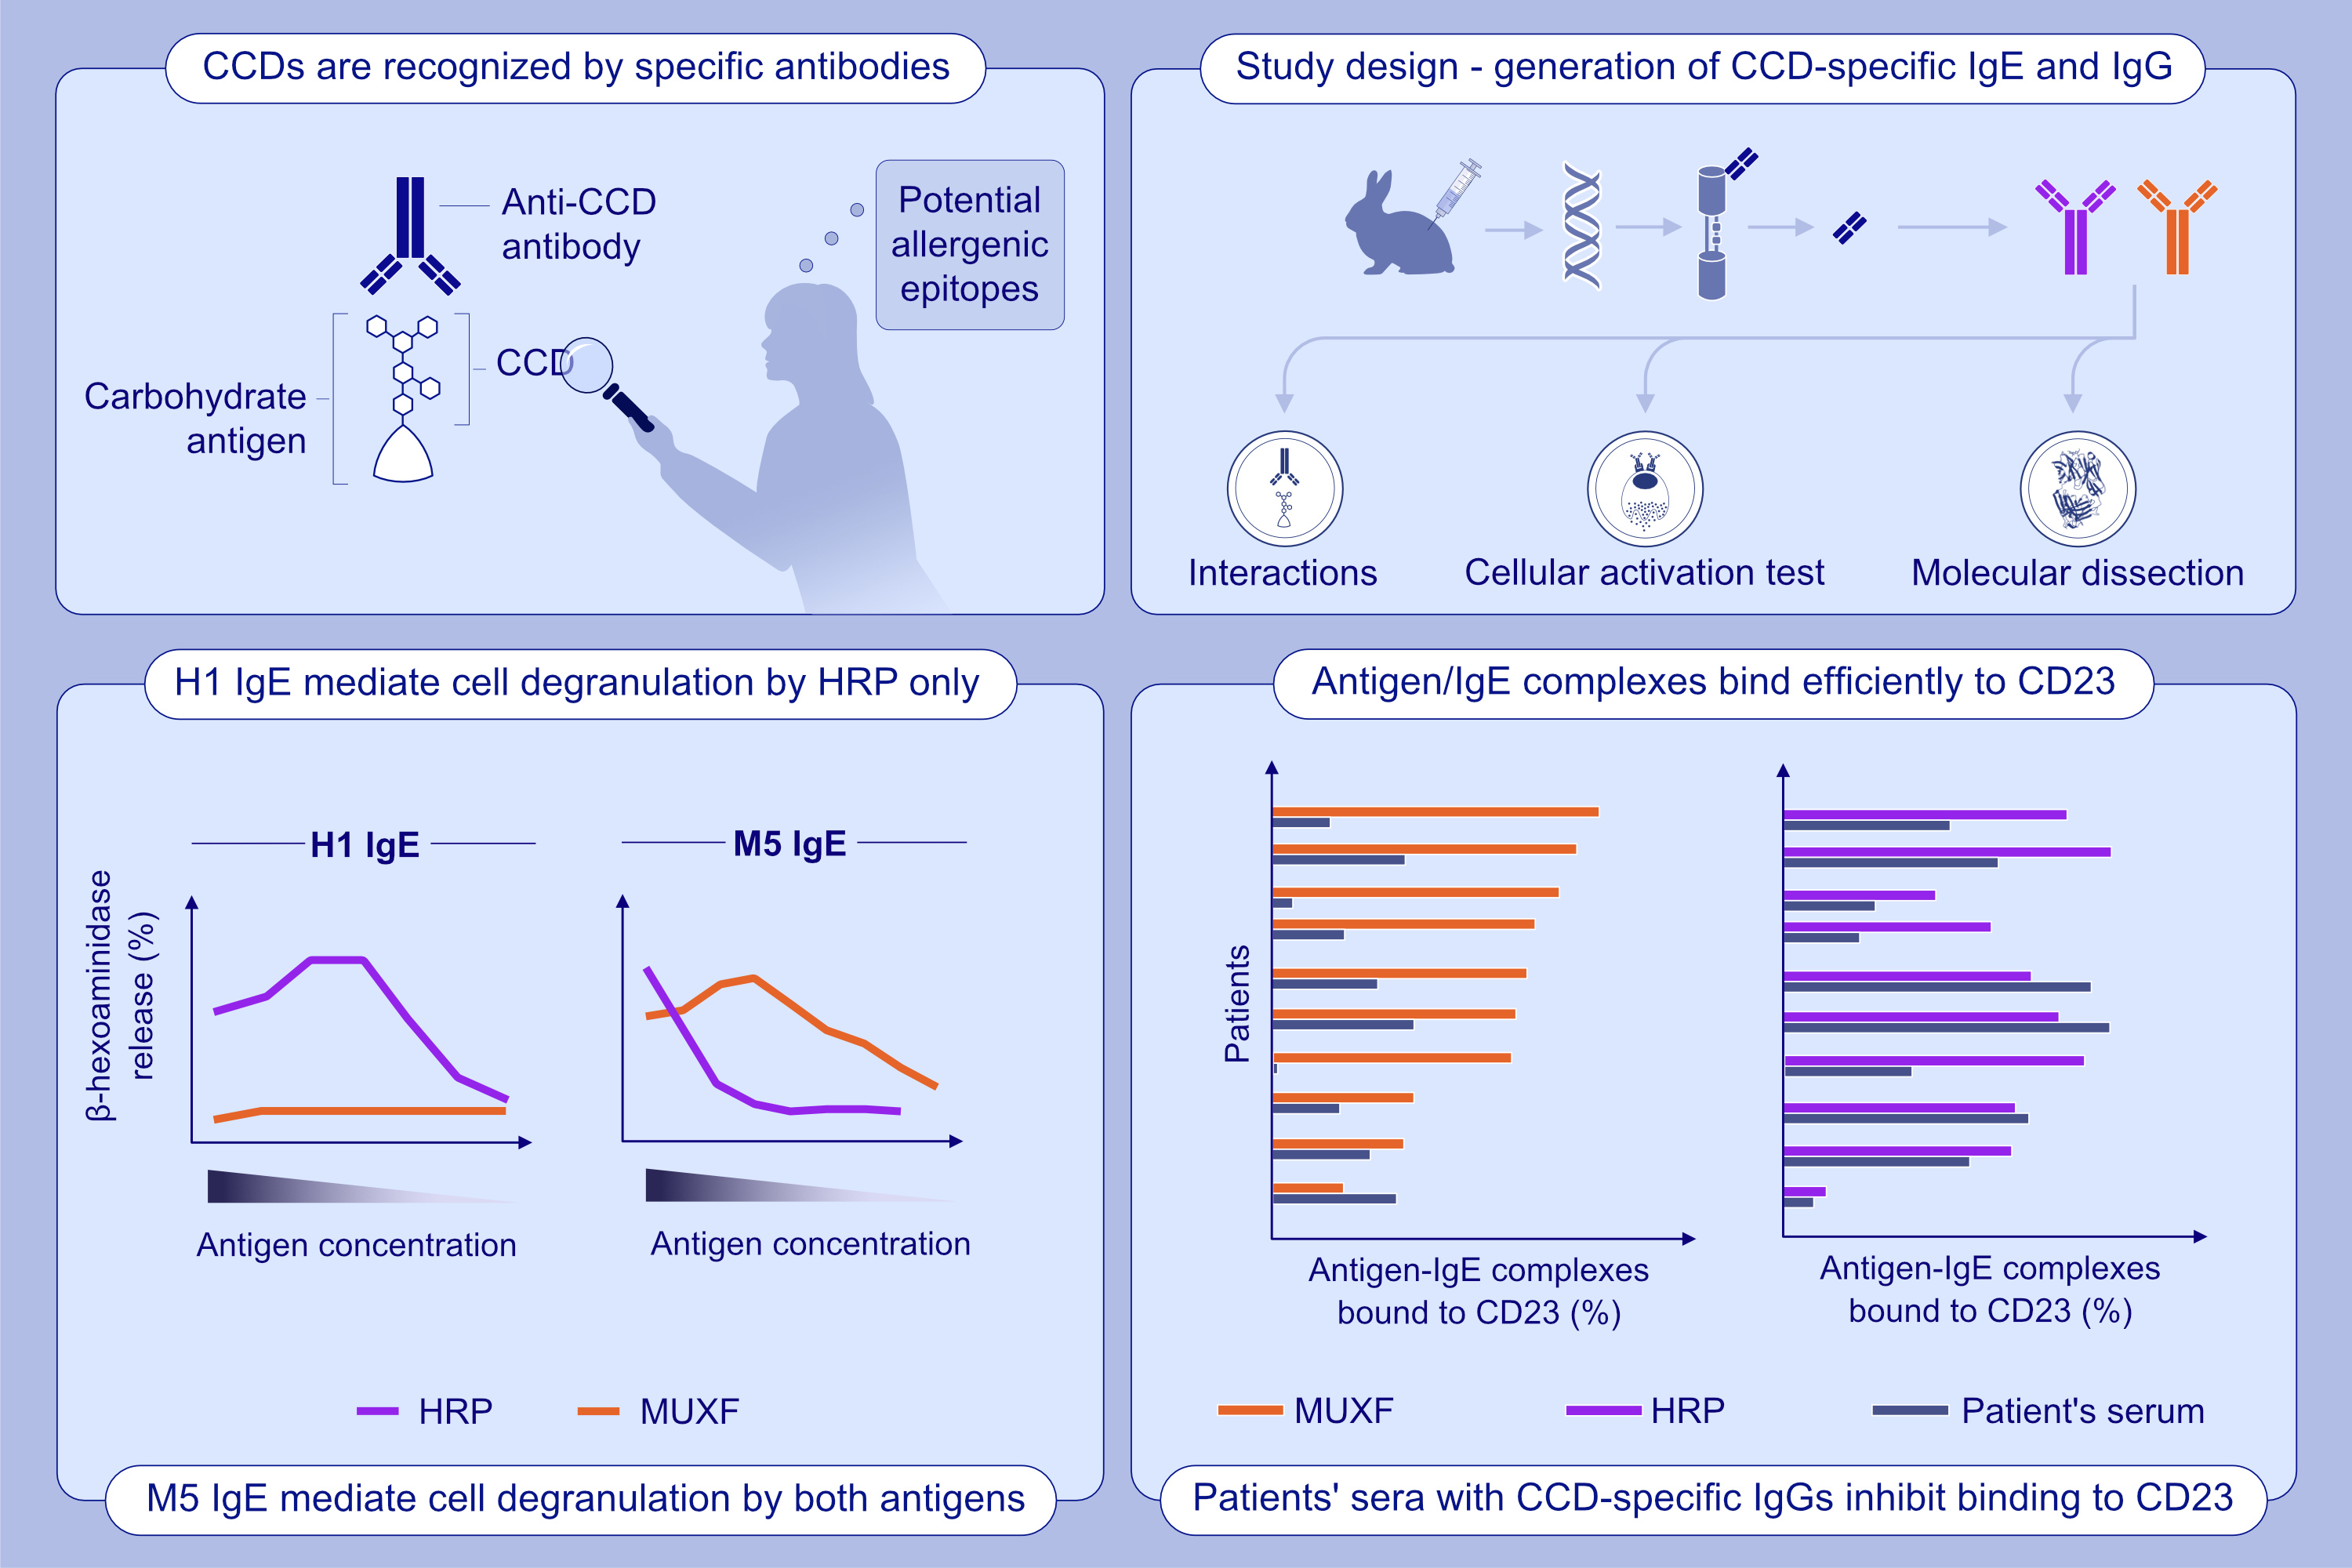 CCDs are recognized by specific antibodies
Anti-CCD
antibody
Potential
allergenic
epitopes
CCD
Carbohydrate
antigen
Study design - generation of CCD-specific IgE and IgG
Interactions
Cellular activation test
Molecular dissection
H1 IgE mediate cell degranulation by HRP only
H1 IgE
M5 IgE
β-hexoaminidase
release (%)
Antigen concentration
Antigen concentration
HRP
MUXF
M5 IgE mediate cell degranulation by both antigens
Antigen/IgE complexes bind efficiently to CD23
Patients
Antigen-IgE complexes
bound to CD23 (%)
Antigen-IgE complexes
bound to CD23 (%)
MUXF
HRP
Patient's serum
Patients' sera with CCD-specific IgGs inhibit binding to CD23